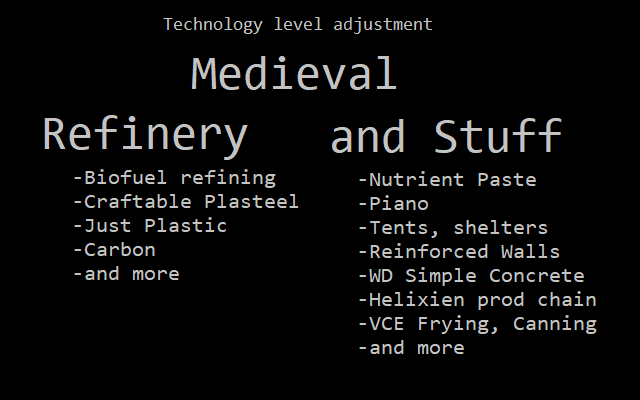 Technology level adjustment
Medieval
Refinery
-Biofuel refining
-Craftable Plasteel
-Just Plastic
-Carbon
-and more
and Stuff
-Nutrient Paste
-Piano
-Tents, shelters
-Reinforced Walls
-WD Simple Concrete
-Helixien prod chain
-VCE Frying, Canning
-and more